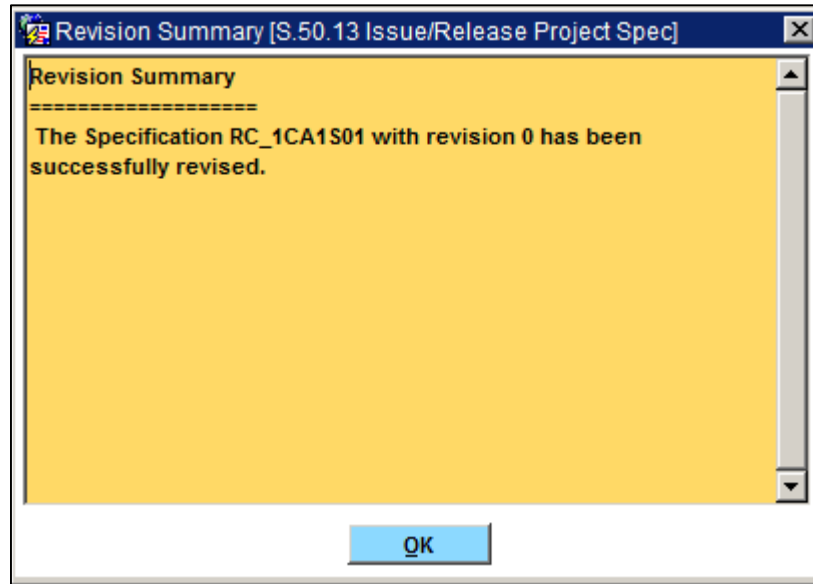 Revision Summary [S.50.13 Issue/Release Project Spec]
Revision Summary
===================
The Specification RC_1CA1S01 with revision 0 has been
successfully revised.
OK